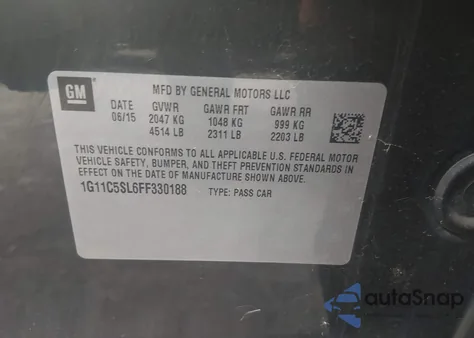 GM
MFD BY GENERAL MOTORS LLC
DATE GVWR GAWR FRT GAWR RR
06/15 2047 KG 1048 KG 999 KG
4514 LB 2311 LB 2203 LB
THIS VEHICLE CONFORMS TO ALL APPLICABLE U.S. FEDERAL MOTOR
VEHICLE SAFETY, BUMPER, AND THEFT PREVENTION STANDARDS IN
EFFECT ON THE DATE OF MANUFACTURE SHOWN ABOVE.
1G11C5SL6FF330188 TYPE: PASS CAR
autoSnap